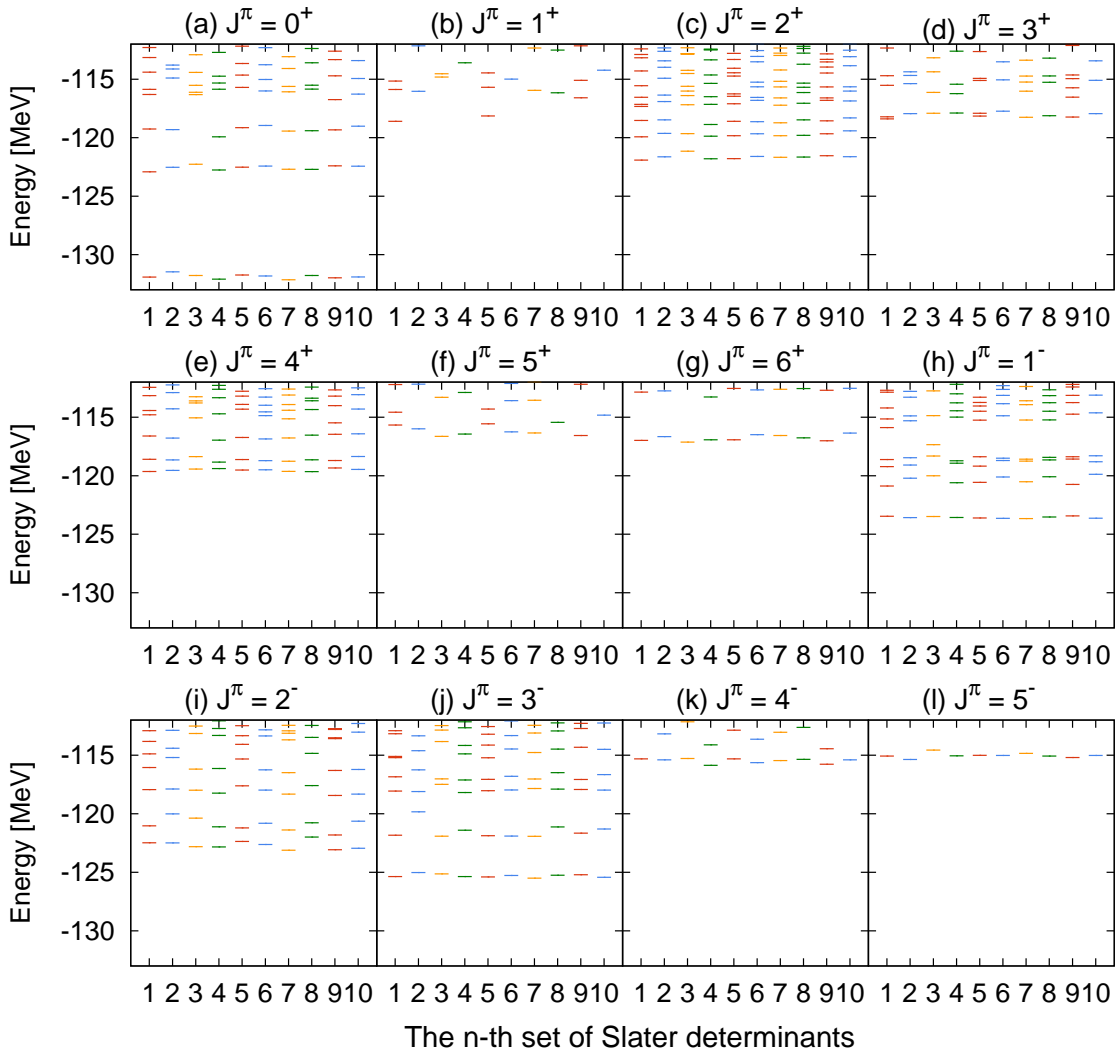 (a) J^π = 0^+ (b) J^π = 1^+ (c) J^π = 2^+ (d) J^π = 3^+
Energy [MeV]
-115
-120
-125
-130
1 2 3 4 5 6 7 8 9 10 1 2 3 4 5 6 7 8 9 10 1 2 3 4 5 6 7 8 9 10 1 2 3 4 5 6 7 8 9 10
(e) J^π = 4^+ (f) J^π = 5^+ (g) J^π = 6^+ (h) J^π = 1^-
Energy [MeV]
-115
-120
-125
-130
1 2 3 4 5 6 7 8 9 10 1 2 3 4 5 6 7 8 9 10 1 2 3 4 5 6 7 8 9 10 1 2 3 4 5 6 7 8 9 10
(i) J^π = 2^- (j) J^π = 3^- (k) J^π = 4^- (l) J^π = 5^-
Energy [MeV]
-115
-120
-125
-130
1 2 3 4 5 6 7 8 9 10 1 2 3 4 5 6 7 8 9 10 1 2 3 4 5 6 7 8 9 10 1 2 3 4 5 6 7 8 9 10
The n-th set of Slater determinants